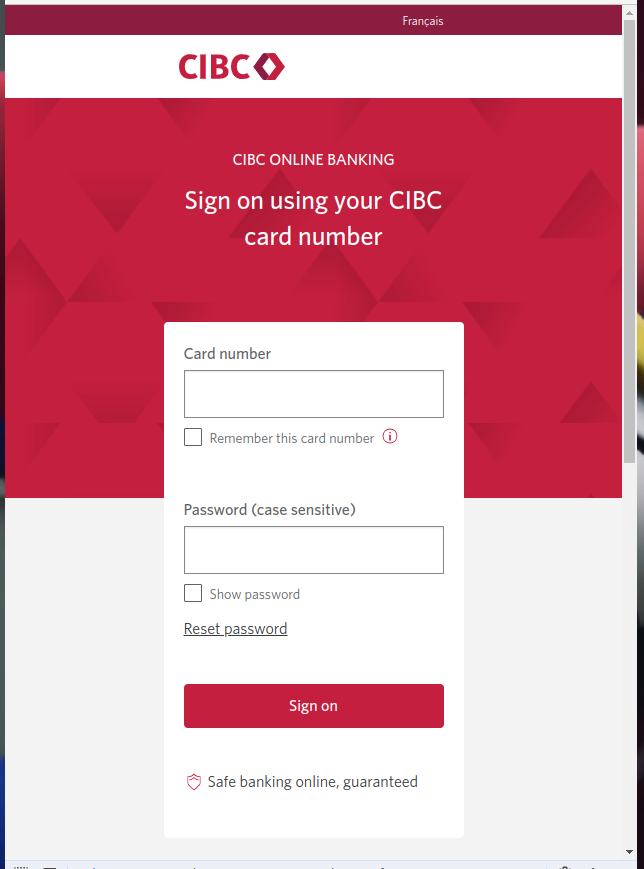 Français
CIBC
CIBC ONLINE BANKING
Sign on using your CIBC
card number
Card number
Remember this card number
Password (case sensitive)
Show password
Reset password
Sign on
Safe banking online, guaranteed